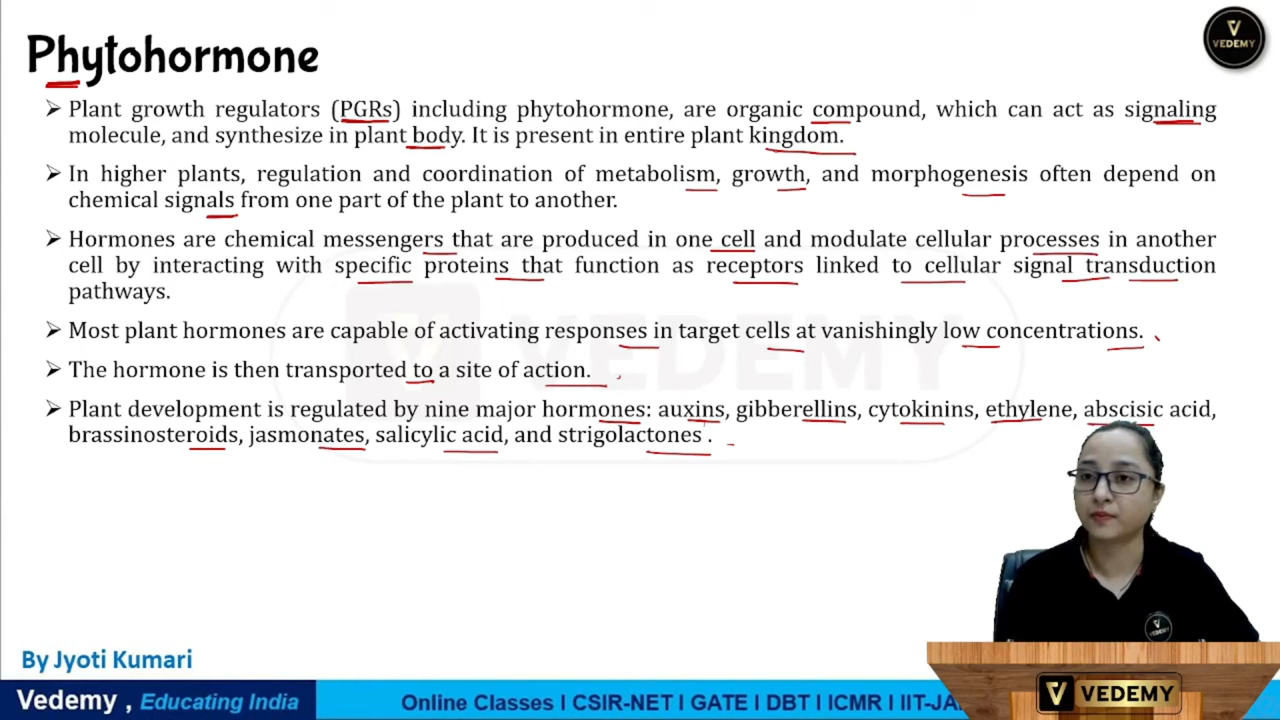 Phytohormone
VEDEMY
➤ Plant growth regulators (PGRs) including phytohormone, are organic compound, which can act as signaling
molecule, and synthesize in plant body. It is present in entire plant kingdom.
➤ In higher plants, regulation and coordination of metabolism, growth, and morphogenesis often depend on
chemical signals from one part of the plant to another.
➤ Hormones are chemical messengers that are produced in one cell and modulate cellular processes in another
cell by interacting with specific proteins that function as receptors linked to cellular signal transduction
pathways.
➤ Most plant hormones are capable of activating responses in target cells at vanishingly low concentrations.
➤ The hormone is then transported to a site of action.
➤ Plant development is regulated by nine major hormones: auxins, gibberellins, cytokinins, ethylene, abscisic acid,
brassinosteroids, jasmonates, salicylic acid, and strigolactones .
VEDEMY
By Jyoti Kumari
VEDEMY
Vedemy , Educating India
Online Classes I CSIR-NET I GATE I DBT I ICMR I IIT-JA